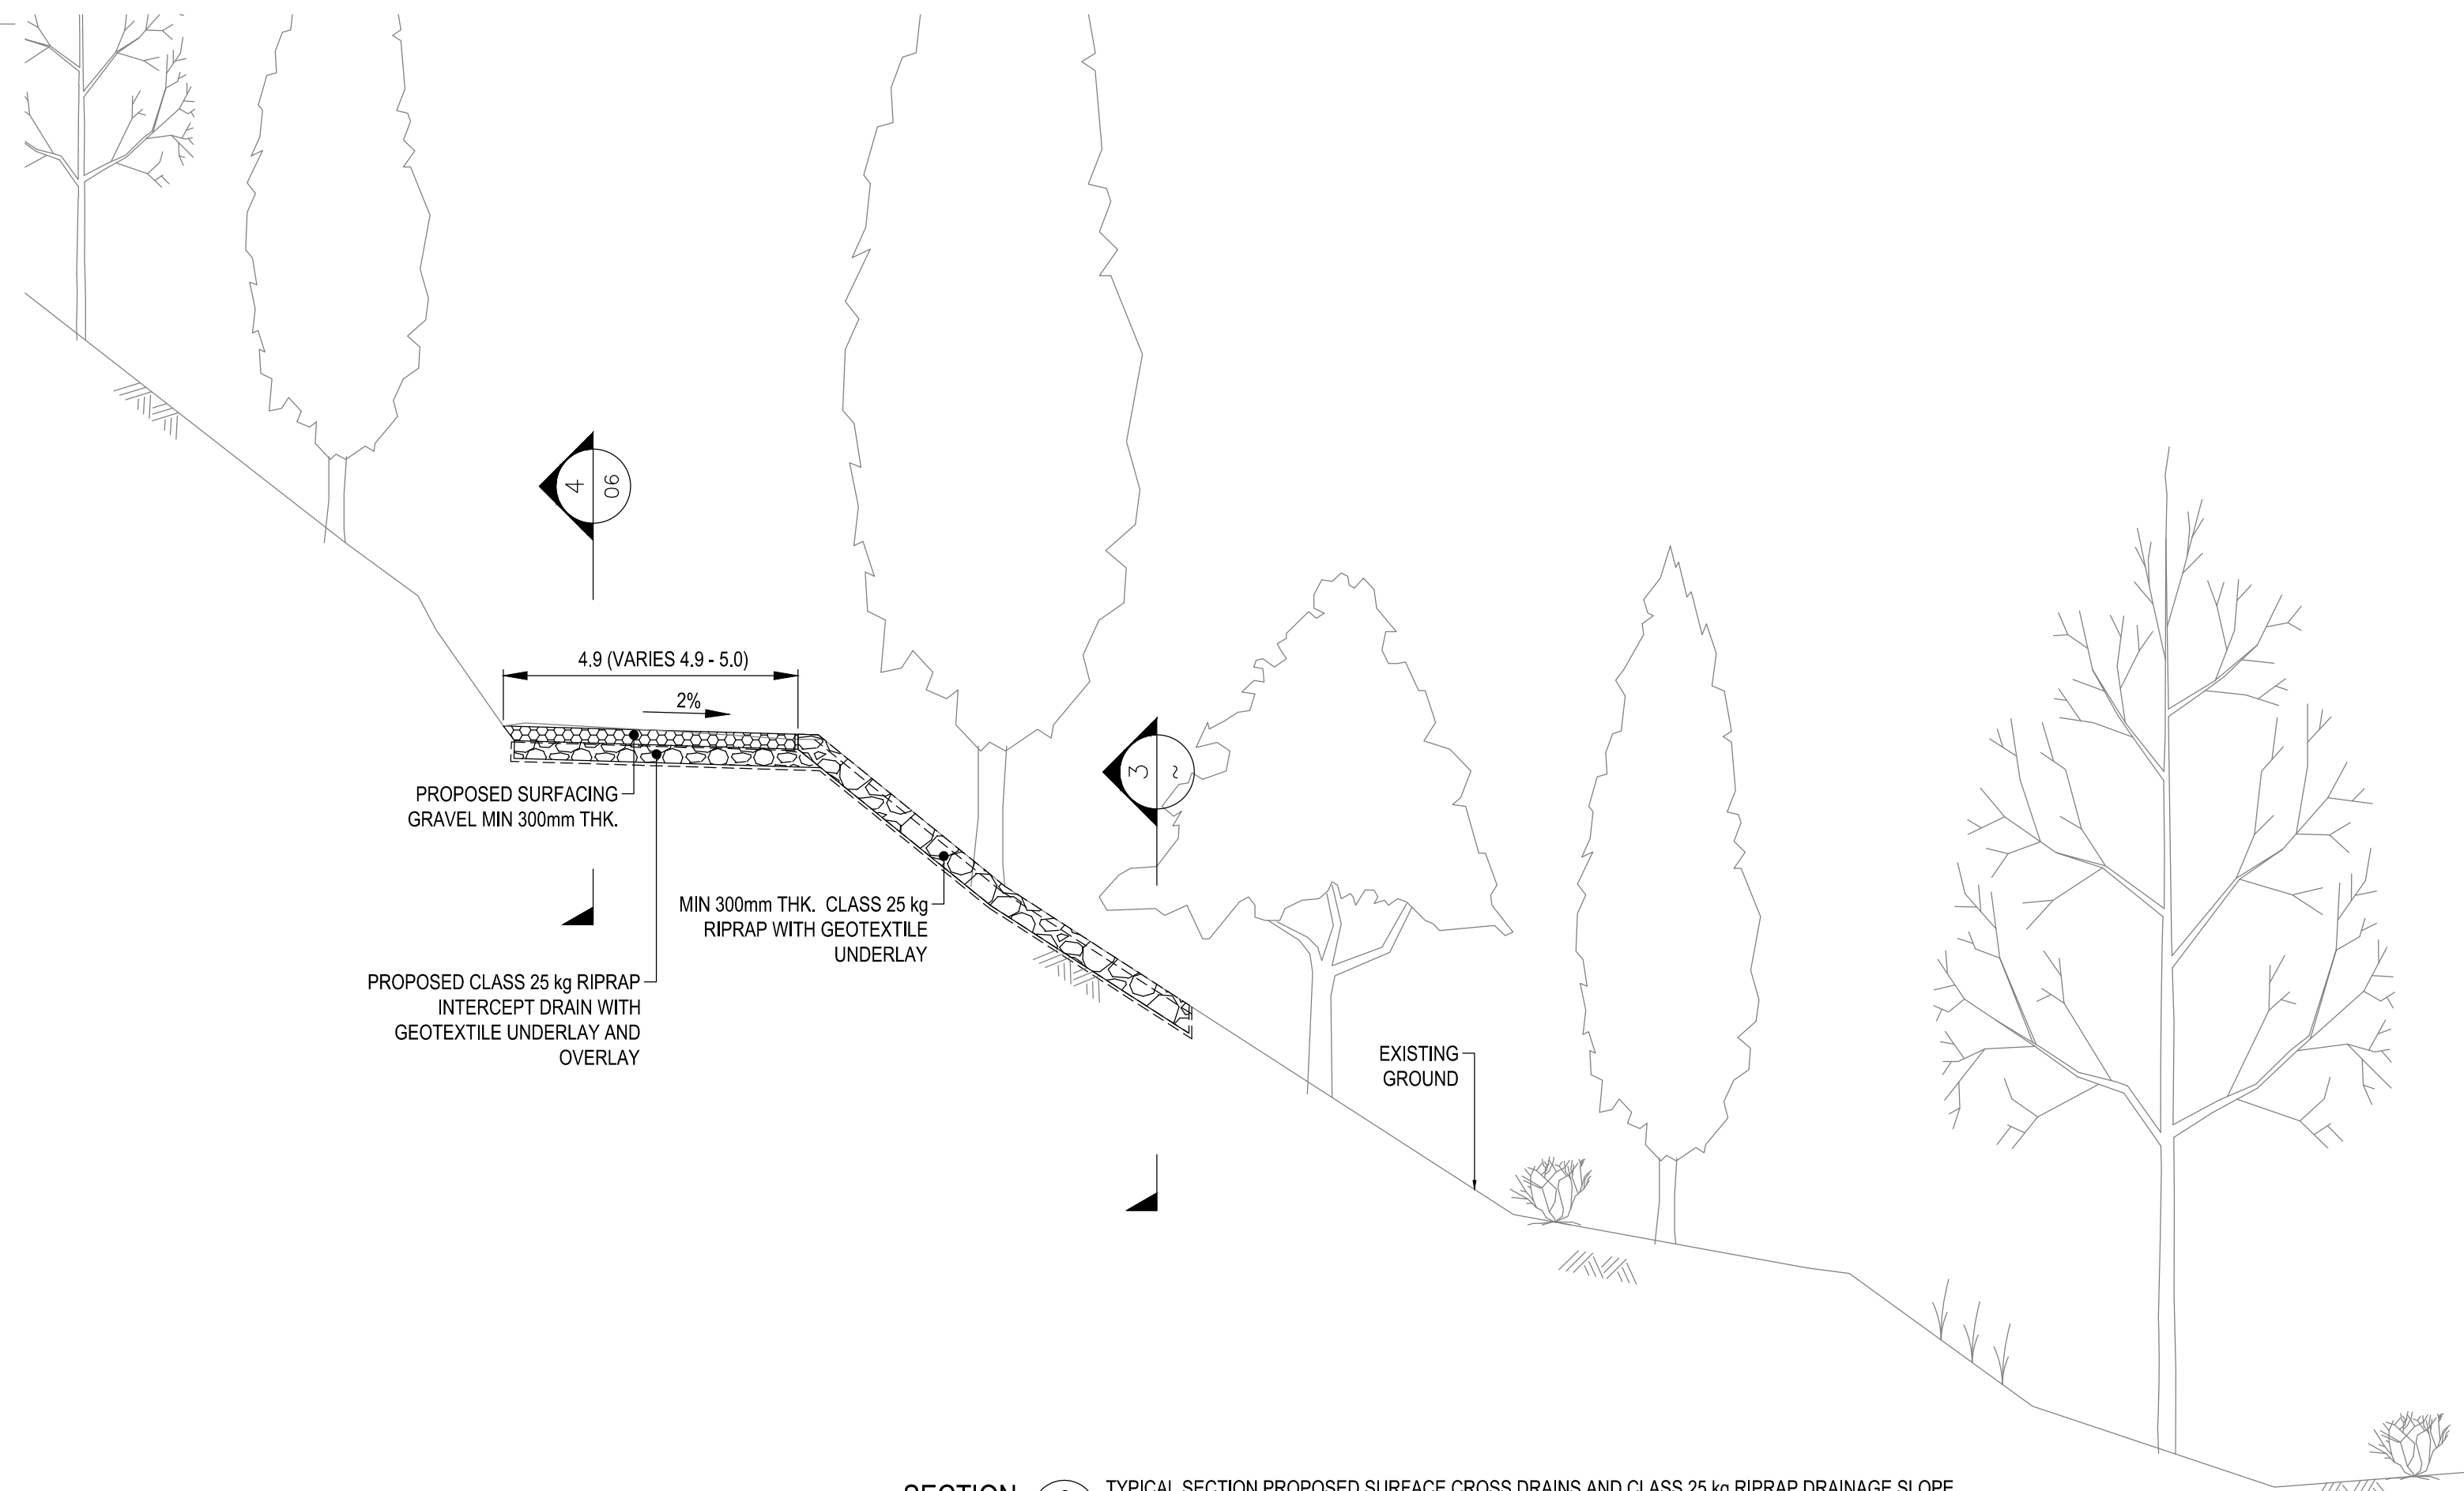 4
06
4.9 (VARIES 4.9 - 5.0)
2%
PROPOSED SURFACING
GRAVEL MIN 300mm THK.
3
~
MIN 300mm THK. CLASS 25 kg
RIPRAP WITH GEOTEXTILE
UNDERLAY
PROPOSED CLASS 25 kg RIPRAP
INTERCEPT DRAIN WITH
GEOTEXTILE UNDERLAY AND
OVERLAY
EXISTING
GROUND
SECTION
TYPICAL SECTION PROPOSED SURFACE CROSS DRAINS AND CLASS 25 kg RIPRAP DRAINAGE SLOPE